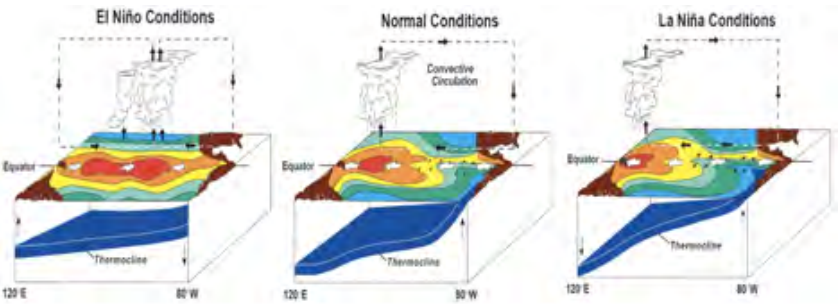 El Niño Conditions
Normal Conditions
La Niña Conditions
Convective
Circulation
Equator
Equator
Equator
Thermocline
Thermocline
Thermocline
120 E
80 W
120 E
80 W
120 E
80 W